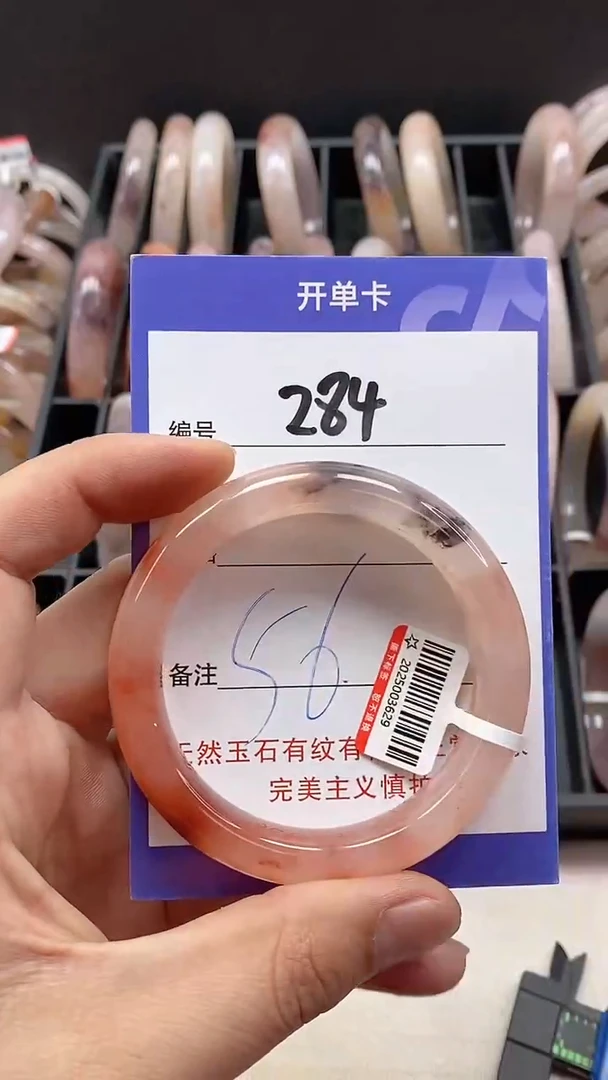 开单卡
编号 284
备注 56
2025003629
天然玉石有纹有
完美主义慎拍